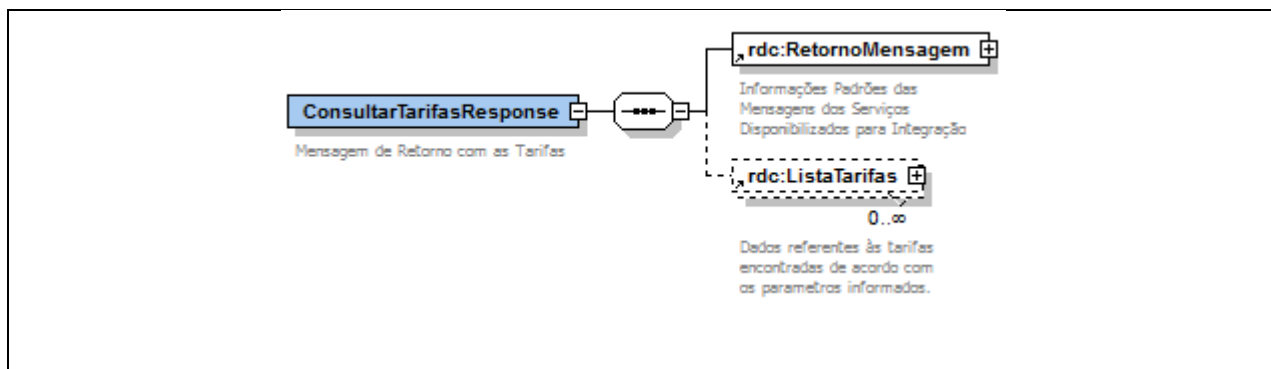 rdc:RetornoMensagem
Informações Padrões das
Mensagens dos Serviços
Disponibilizados para Integração
ConsultarTarifasResponse
Mensagem de Retorno com as Tarifas
rdc:ListaTarifas
0..∞
Dados referentes às tarifas
encontradas de acordo com
os parametros informados.